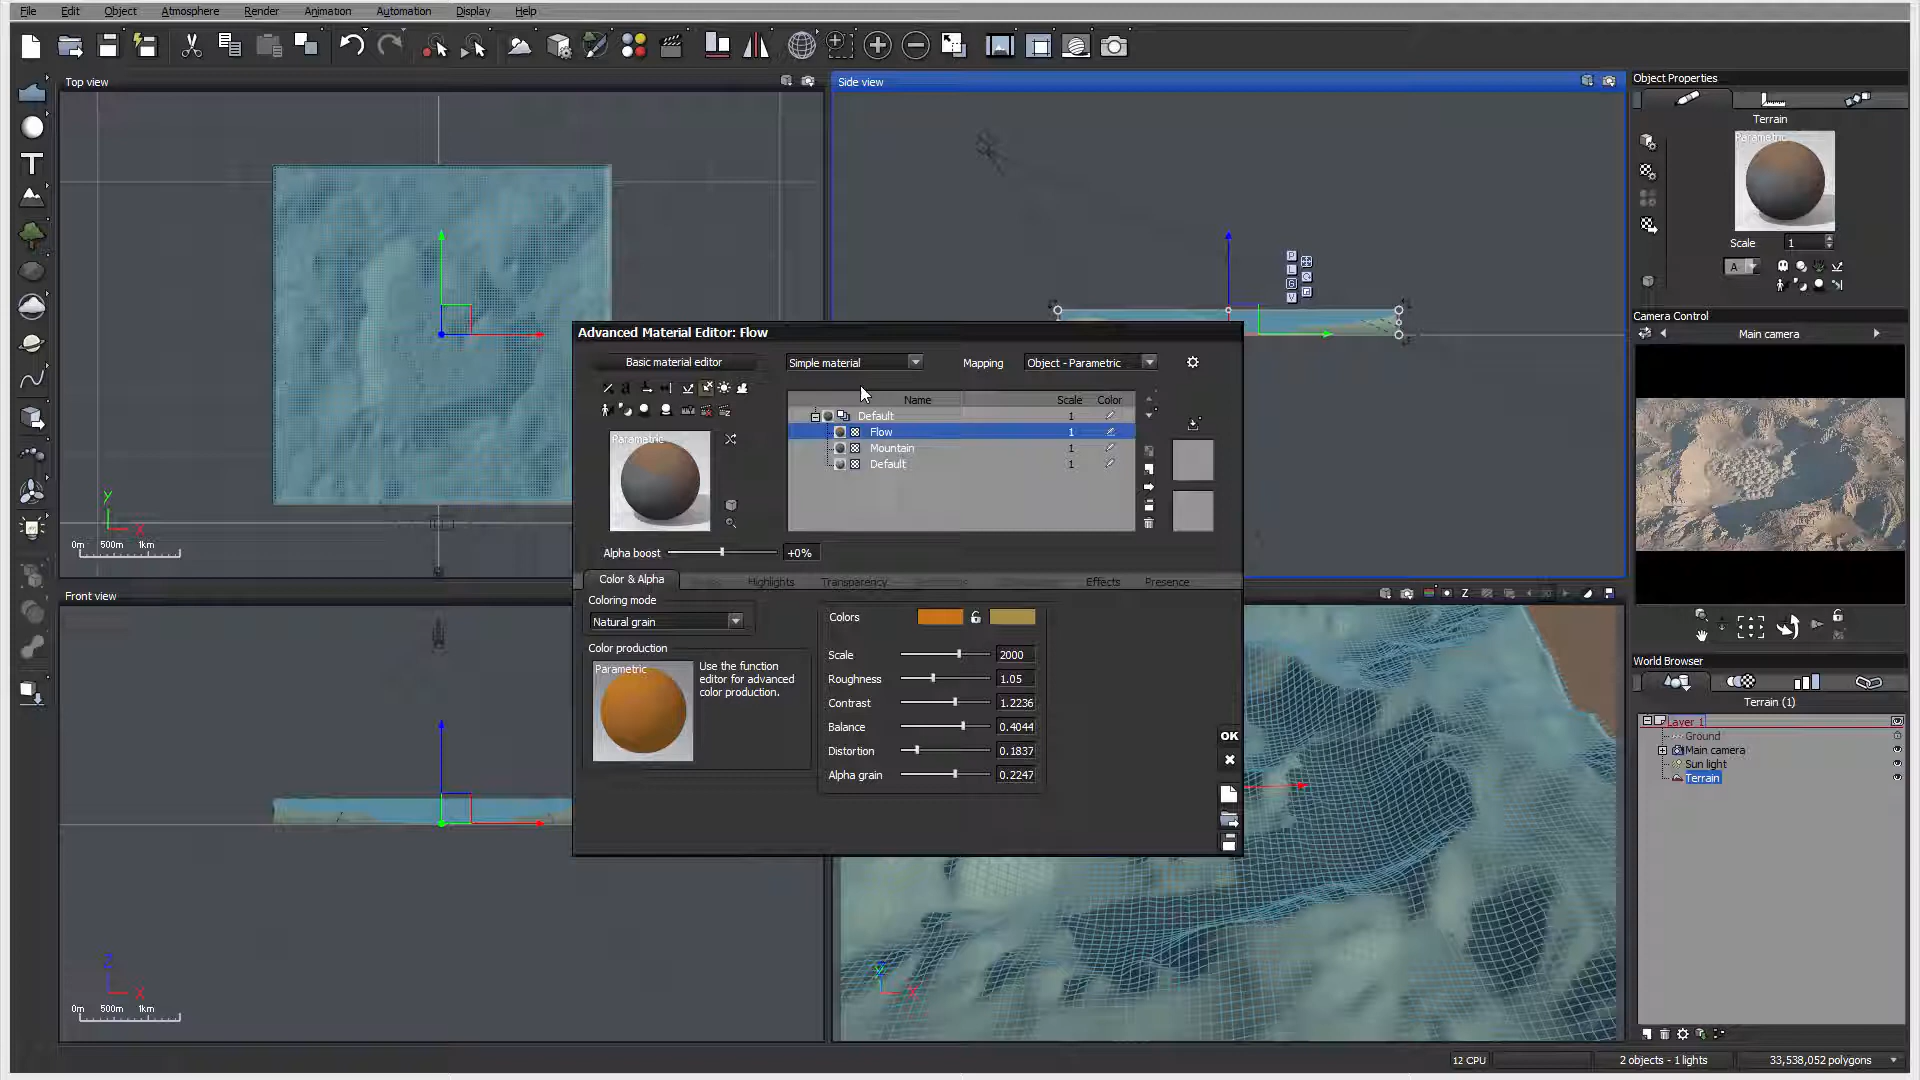 File Edit Object Atmosphere Render Animation Automation Display Help
Top view
Side view
Object Properties
Terrain
Parametric
Scale 1
A
Camera Control
Main camera
World Browser
Terrain (1)
Layer 1
Ground
Main camera
Sun light
Terrain
Advanced Material Editor: Flow
Basic material editor
Simple material
Mapping
Object - Parametric
Name Scale Color
Default 1
Flow 1
Mountain 1
Default 1
Parametric
Alpha boost +0%
Color & Alpha
Highlights
Transparency
Effects
Presence
Coloring mode
Natural grain
Color production
Parametric
Use the function
editor for advanced
color production.
Colors
Scale 2000
Roughness 1.05
Contrast 1.2236
Balance 0.4044
Distortion 0.1837
Alpha grain 0.2247
OK
Y
X
0m 500m 1km
Front view
Z
X
0m 500m 1km
Z
Y
X
12 CPU
2 objects - 1 lights
33,538,052 polygons